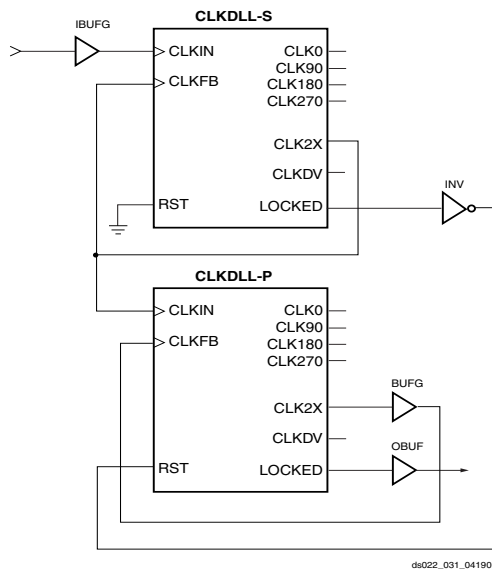 CLKDLL-S
IBUFG
CLKIN
CLKFB
RST
CLK0
CLK90
CLK180
CLK270
CLK2X
CLKDV
LOCKED
INV
CLKDLL-P
CLKIN
CLKFB
RST
CLK0
CLK90
CLK180
CLK270
CLK2X
CLKDV
LOCKED
BUFG
OBUF
ds022_031_04190